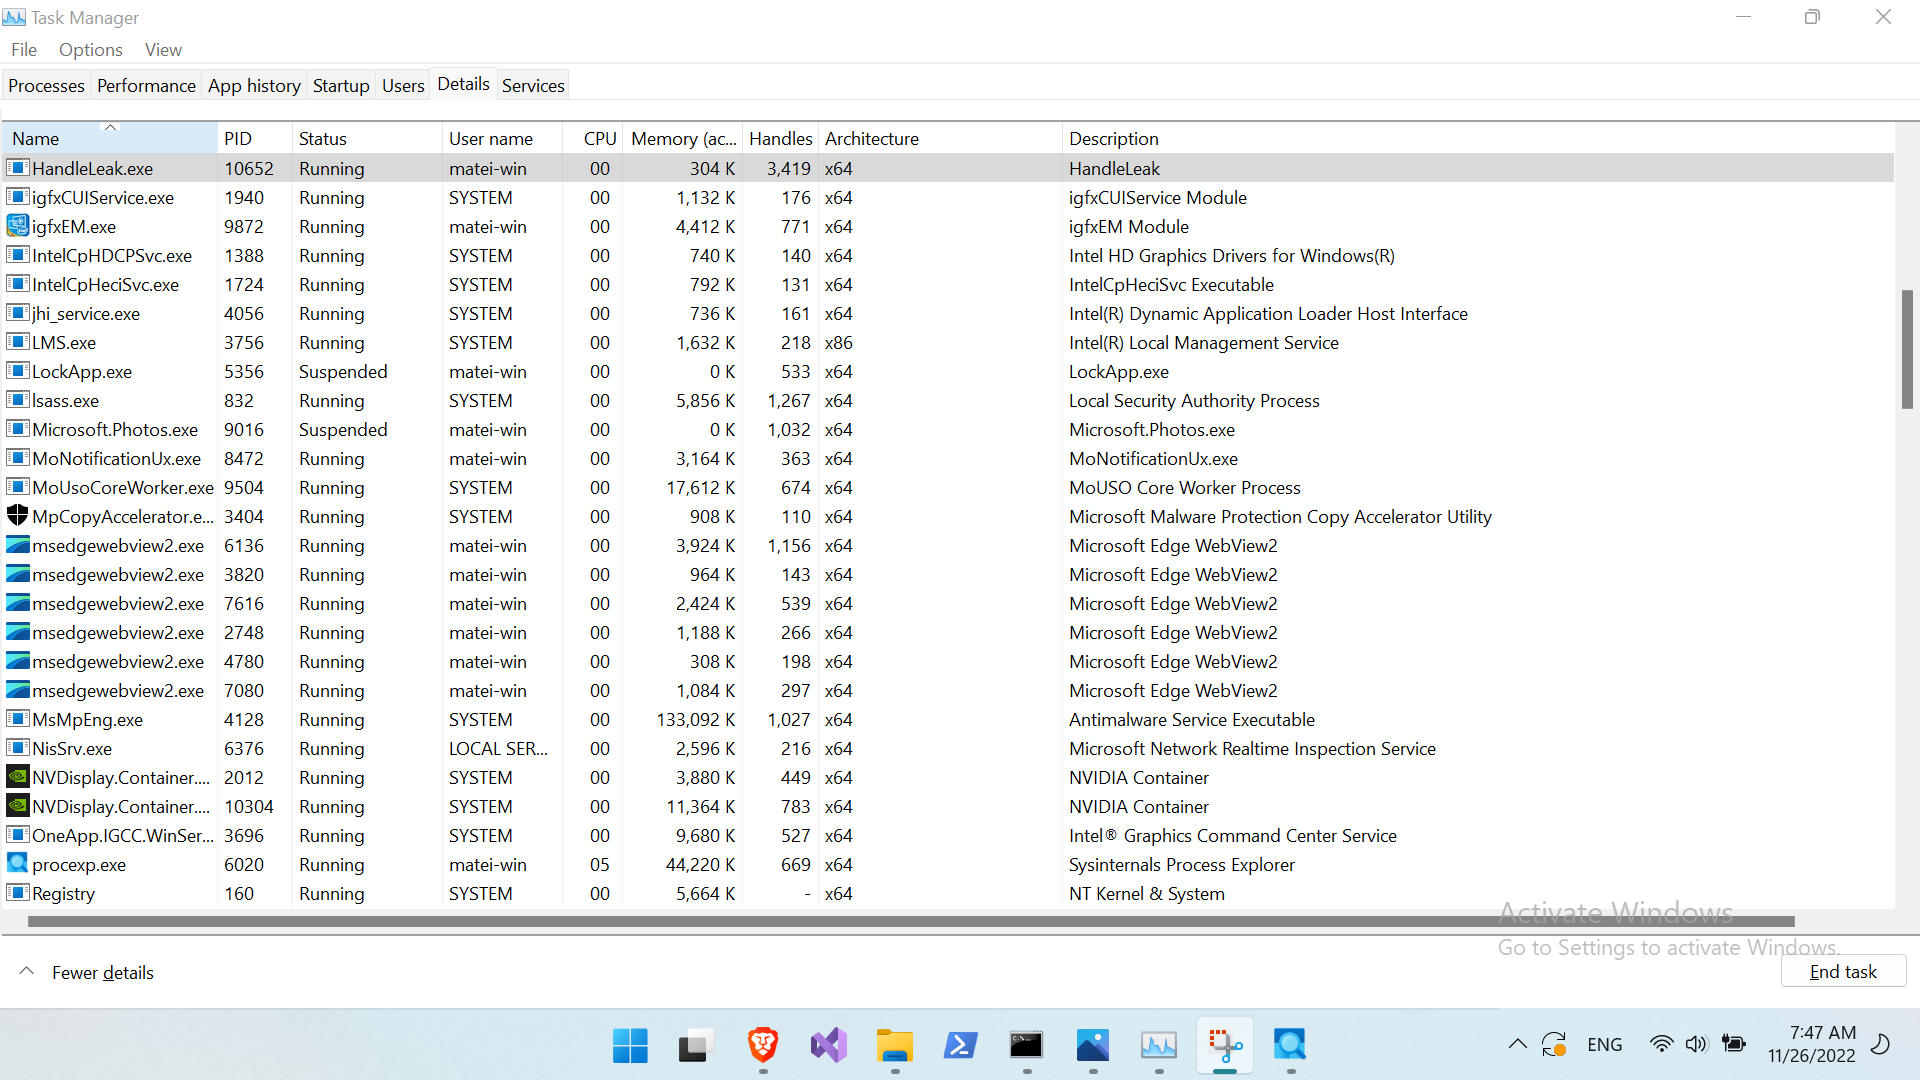 Task Manager
File Options View
Processes Performance App history Startup Users Details Services
Name PID Status User name CPU Memory (ac... Handles Architecture Description
HandleLeak.exe 10652 Running matei-win 00 304 K 3,419 x64 HandleLeak
igfxCUIService.exe 1940 Running SYSTEM 00 1,132 K 176 x64 igfxCUIService Module
igfxEM.exe 9872 Running matei-win 00 4,412 K 771 x64 igfxEM Module
IntelCpHDCPSvc.exe 1388 Running SYSTEM 00 740 K 140 x64 Intel HD Graphics Drivers for Windows(R)
IntelCpHeciSvc.exe 1724 Running SYSTEM 00 792 K 131 x64 IntelCpHeciSvc Executable
jhi_service.exe 4056 Running SYSTEM 00 736 K 161 x64 Intel(R) Dynamic Application Loader Host Interface
LMS.exe 3756 Running SYSTEM 00 1,632 K 218 x86 Intel(R) Local Management Service
LockApp.exe 5356 Suspended matei-win 00 0 K 533 x64 LockApp.exe
lsass.exe 832 Running SYSTEM 00 5,856 K 1,267 x64 Local Security Authority Process
Microsoft.Photos.exe 9016 Suspended matei-win 00 0 K 1,032 x64 Microsoft.Photos.exe
MoNotificationUx.exe 8472 Running matei-win 00 3,164 K 363 x64 MoNotificationUx.exe
MoUsoCoreWorker.exe 9504 Running SYSTEM 00 17,612 K 674 x64 MoUSO Core Worker Process
MpCopyAccelerator.e... 3404 Running SYSTEM 00 908 K 110 x64 Microsoft Malware Protection Copy Accelerator Utility
msedgewebview2.exe 6136 Running matei-win 00 3,924 K 1,156 x64 Microsoft Edge WebView2
msedgewebview2.exe 3820 Running matei-win 00 964 K 143 x64 Microsoft Edge WebView2
msedgewebview2.exe 7616 Running matei-win 00 2,424 K 539 x64 Microsoft Edge WebView2
msedgewebview2.exe 2748 Running matei-win 00 1,188 K 266 x64 Microsoft Edge WebView2
msedgewebview2.exe 4780 Running matei-win 00 308 K 198 x64 Microsoft Edge WebView2
msedgewebview2.exe 7080 Running matei-win 00 1,084 K 297 x64 Microsoft Edge WebView2
MsMpEng.exe 4128 Running SYSTEM 00 133,092 K 1,027 x64 Antimalware Service Executable
NisSrv.exe 6376 Running LOCAL SER... 00 2,596 K 216 x64 Microsoft Network Realtime Inspection Service
NVDisplay.Container.... 2012 Running SYSTEM 00 3,880 K 449 x64 NVIDIA Container
NVDisplay.Container.... 10304 Running SYSTEM 00 11,364 K 783 x64 NVIDIA Container
OneApp.IGCC.WinSer... 3696 Running SYSTEM 00 9,680 K 527 x64 Intel® Graphics Command Center Service
procexp.exe 6020 Running matei-win 05 44,220 K 669 x64 Sysinternals Process Explorer
Registry 160 Running SYSTEM 00 5,664 K - x64 NT Kernel & System
Activate Windows
Go to Settings to activate Windows.
Fewer details End task
ENG 7:47 AM
11/26/2022